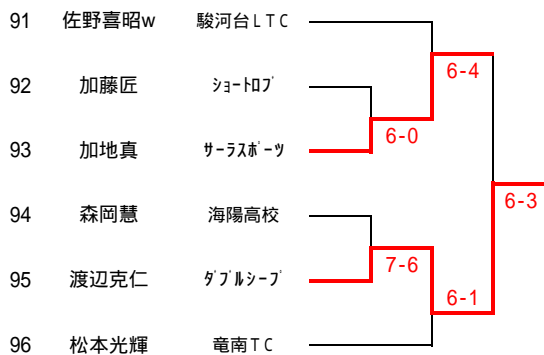 91 佐野喜昭w 駿河台LTC
6-4
92 加藤匠 ｼｮｰﾄﾛﾌﾞ
6-0
93 加地真 ｻｰﾗｽﾎﾟｰﾂ
6-3
94 森岡慧 海陽高校
7-6
95 渡辺克仁 ﾀﾞﾌﾞﾙｼｰﾌﾟ
6-1
96 松本光輝 竜南TC